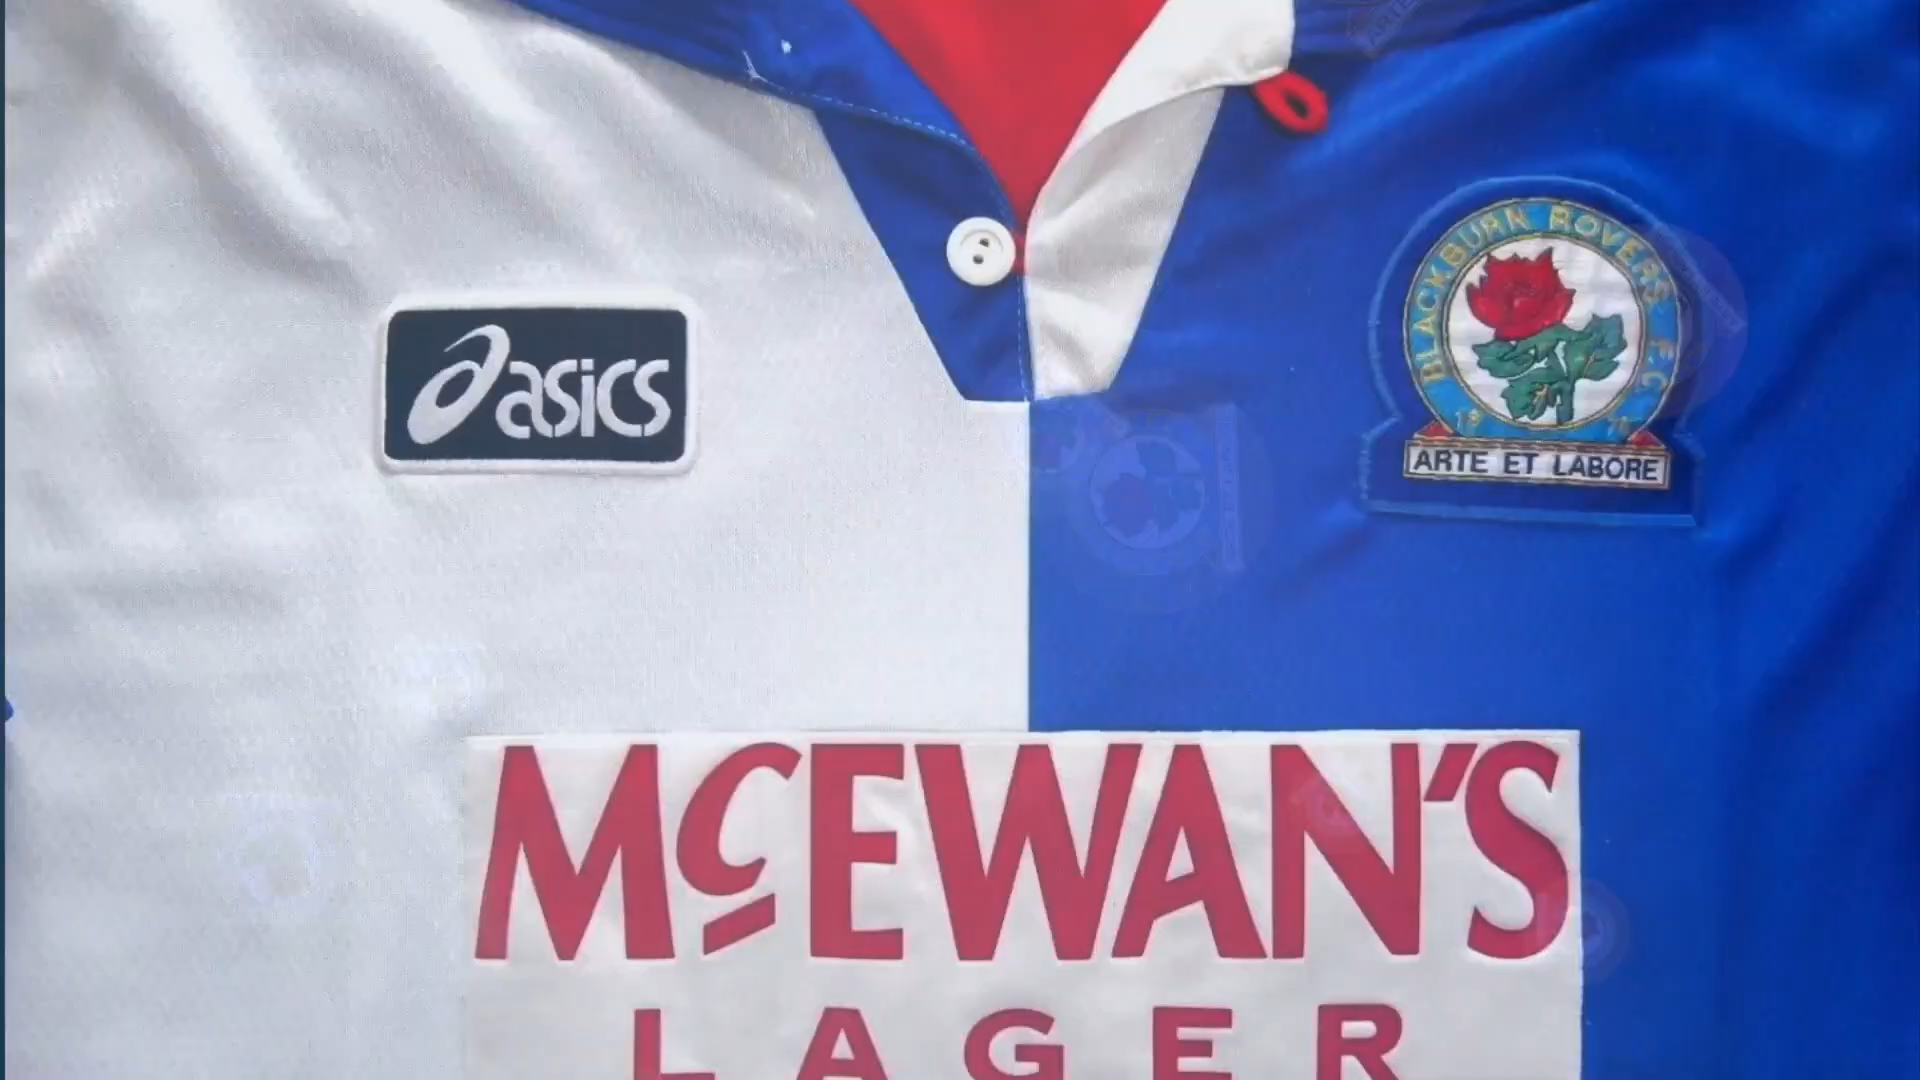 asics
BLACKBURN ROVERS F.C.
ARTE ET LABORE
McEWAN'S
LAGER